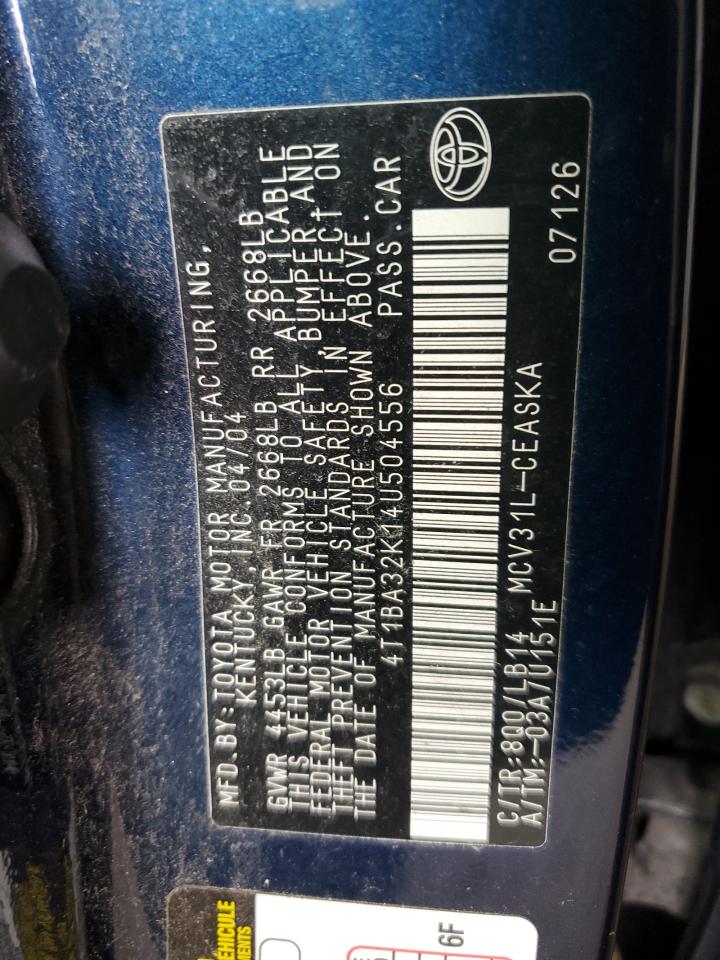 MFD.BY:TOYOTA MOTOR MANUFACTURING,
KENTUCKY INC.04/04
GVWR 4453LB GAWR FR 2668LB RR 2668LB
THIS VEHICLE CONFORMS TO ALL APPLICABLE
FEDERAL MOTOR VEHICLE SAFETY, BUMPER,AND
THEFT PREVENTION STANDARDS IN EFFECT ON
THE DATE OF MANUFACTURE SHOWN ABOVE.
4T1BA32K14U504556 PASS.CAR
C/TR:8Q0/LB14 MCV31L-CEASKA
A/TM:-03A/U151E 07126
ÉHICULE
6F